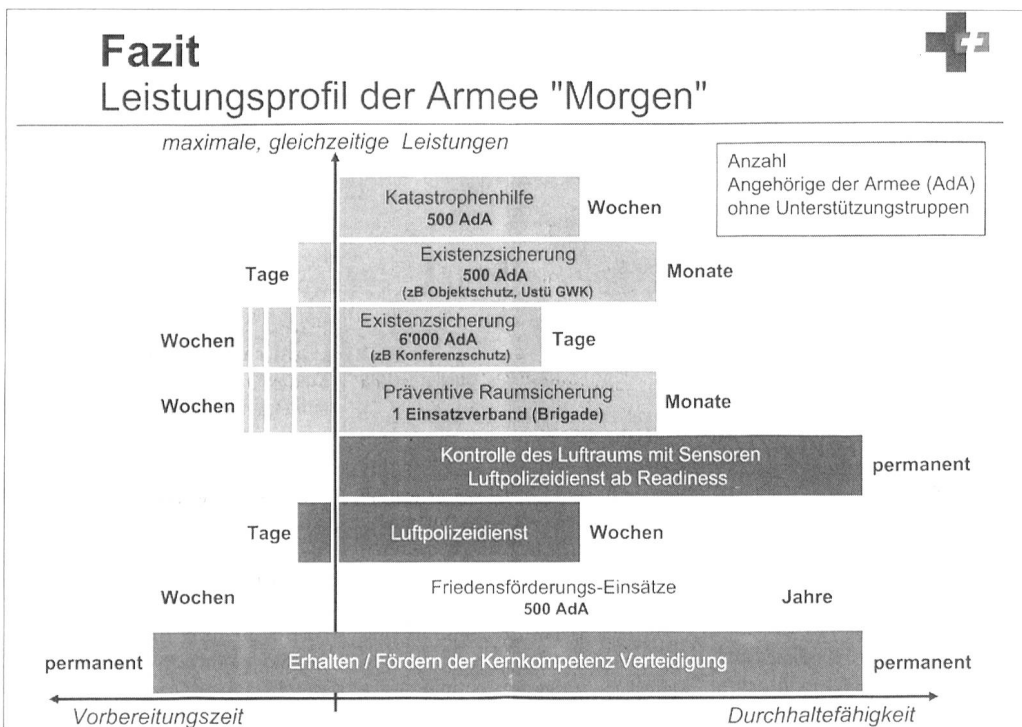 Fazit
Leistungsprofil der Armee "Morgen"
maximale, gleichzeitige Leistungen
Anzahl
Angehörige der Armee (AdA)
ohne Unterstützungstruppen
Katastrophenhilfe
500 AdA
Wochen
Tage
Existenzsicherung
500 AdA
(zB Objektschutz, Ustü GWK)
Monate
Wochen
Existenzsicherung
6'000 AdA
(zB Konferenzschutz)
Tage
Wochen
Präventive Raumsicherung
1 Einsatzverband (Brigade)
Monate
Kontrolle des Luftraums mit Sensoren
Luftpolizeidienst ab Readiness
permanent
Tage
Luftpolizeidienst
Wochen
Wochen
Friedensförderungs-Einsätze
500 AdA
Jahre
permanent
Erhalten / Fördern der Kernkompetenz Verteidigung
permanent
Vorbereitungszeit
Durchhaltefähigkeit